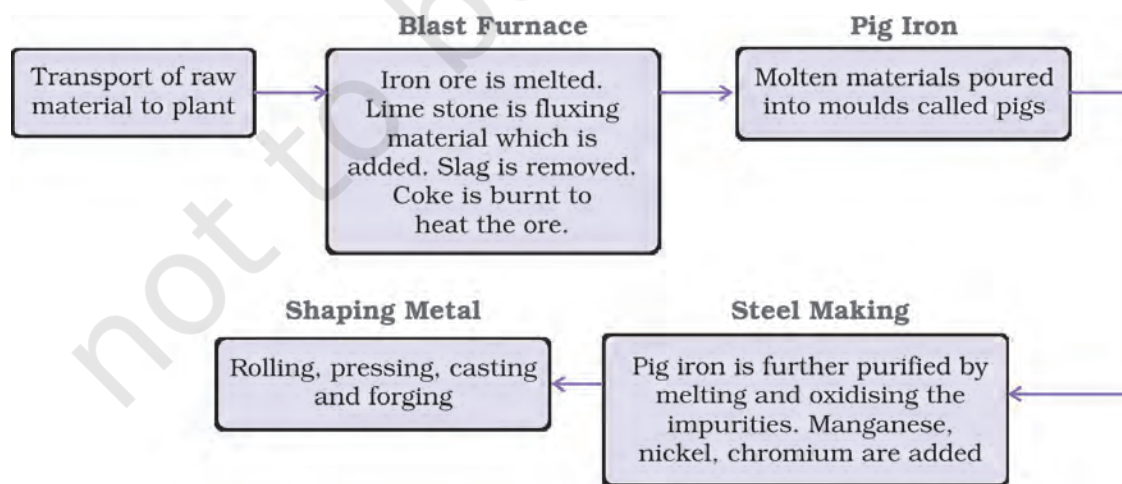 Blast Furnace
Pig Iron
Transport of raw
material to plant
Iron ore is melted.
Lime stone is fluxing
material which is
added. Slag is removed.
Coke is burnt to
heat the ore.
Molten materials poured
into moulds called pigs
Shaping Metal
Steel Making
Rolling, pressing, casting
and forging
Pig iron is further purified by
melting and oxidising the
impurities. Manganese,
nickel, chromium are added
not to b